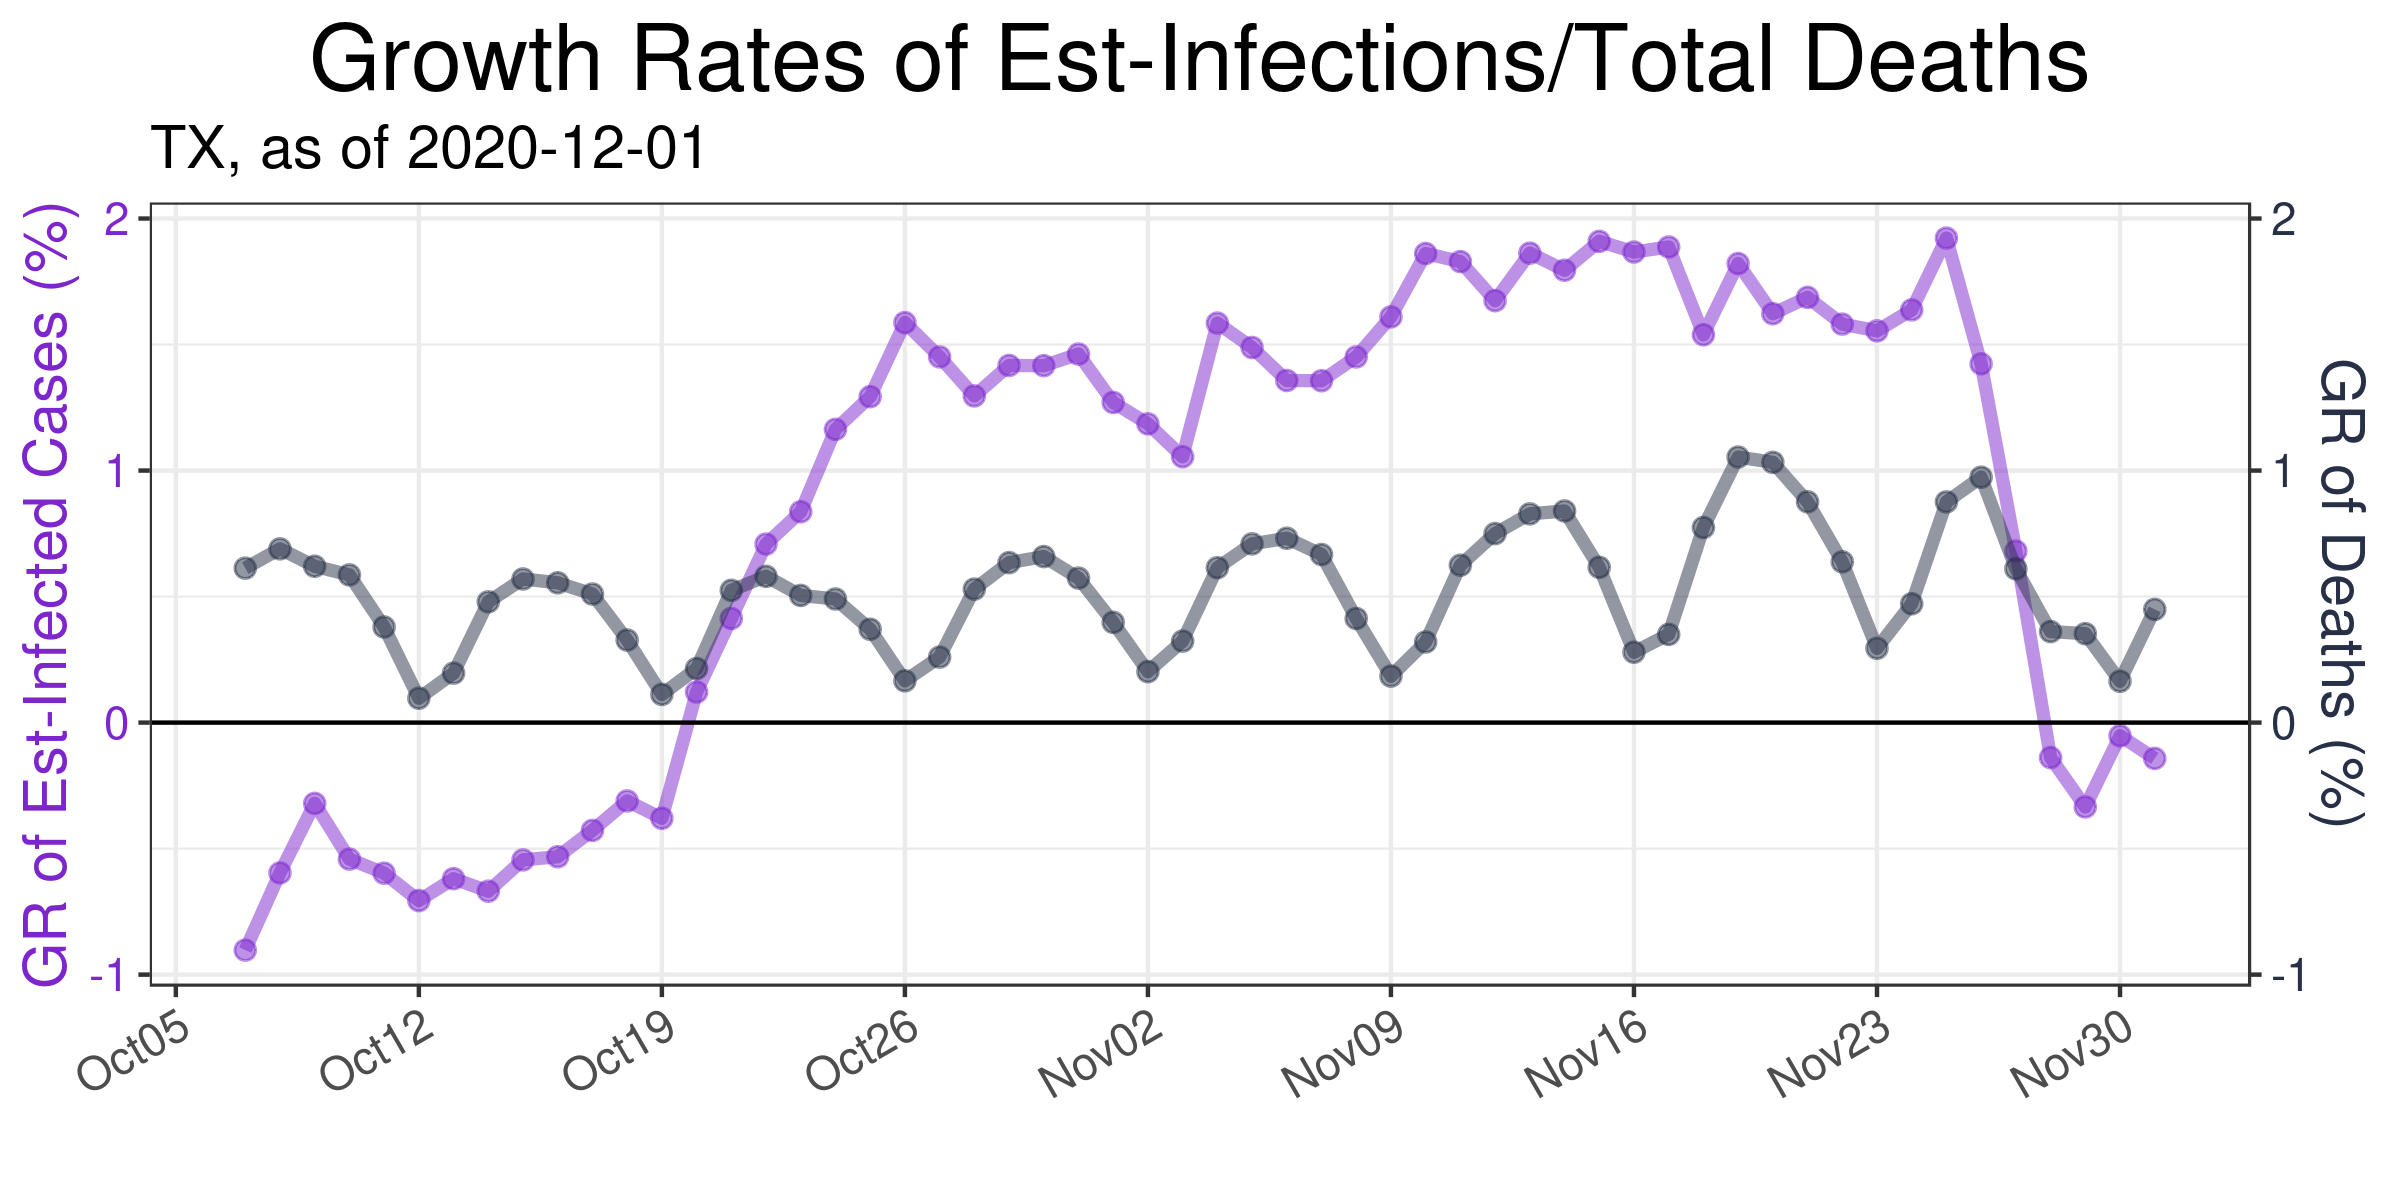 Growth Rates of Est-Infections/Total Deaths
TX, as of 2020-12-01
GR of Est-Infected Cases (%)
2
1
0
-1
2
1
0
-1
GR of Deaths (%)
Oct05
Oct12
Oct19
Oct26
Nov02
Nov09
Nov16
Nov23
Nov30